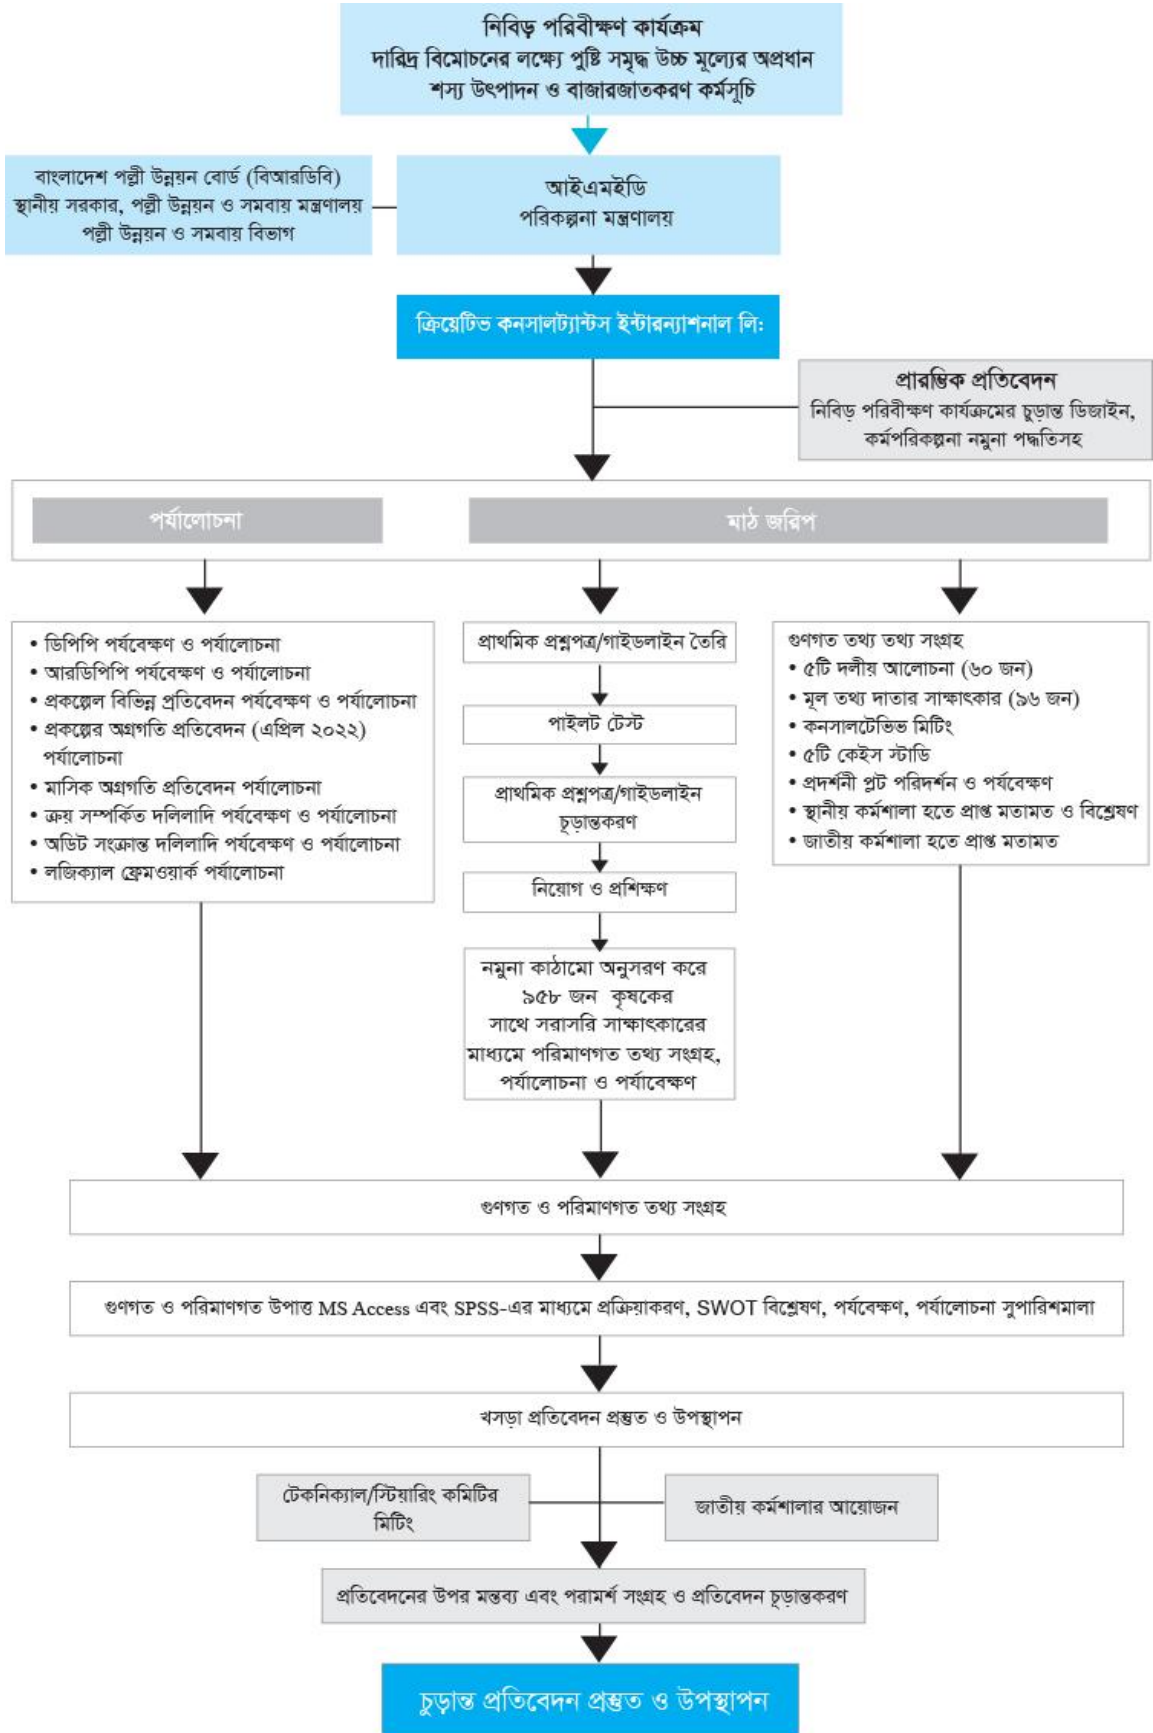 নিবিড় পরিবীক্ষণ কার্যক্রম
দারিদ্র বিমোচনের লক্ষ্যে পুষ্টি সমৃদ্ধ উচ্চ মূল্যের অপ্রধান
শস্য উৎপাদন ও বাজারজাতকরণ কর্মসূচি
বাংলাদেশ পল্লী উন্নয়ন বোর্ড (বিআরডিবি)
স্থানীয় সরকার, পল্লী উন্নয়ন ও সমবায় মন্ত্রণালয়
পল্লী উন্নয়ন ও সমবায় বিভাগ
আইএমইডি
পরিকল্পনা মন্ত্রণালয়
ক্রিয়েটিভ কনসালট্যান্টস ইন্টারন্যাশনাল লি:
প্রারম্ভিক প্রতিবেদন
নিবিড় পরিবীক্ষণ কার্যক্রমের চুড়ান্ত ডিজাইন,
কর্মপরিকল্পনা নমুনা পদ্ধতিসহ
পর্যালোচনা
মাঠ জরিপ
• ডিপিপি পর্যবেক্ষণ ও পর্যালোচনা
• আরডিপিপি পর্যবেক্ষণ ও পর্যালোচনা
• প্রকল্পেল বিভিন্ন প্রতিবেদন পর্যবেক্ষণ ও পর্যালোচনা
• প্রকল্পের অগ্রগতি প্রতিবেদন (এপ্রিল ২০২২)
পর্যালোচনা
• মাসিক অগ্রগতি প্রতিবেদন পর্যালোচনা
• ক্রয় সম্পর্কিত দলিলাদি পর্যবেক্ষণ ও পর্যালোচনা
• অডিট সংক্রান্ত দলিলাদি পর্যবেক্ষণ ও পর্যালোচনা
• লজিক্যাল ফ্রেমওয়ার্ক পর্যালোচনা
প্রাথমিক প্রশ্নপত্র/গাইডলাইন তৈরি
পাইলট টেস্ট
প্রাথমিক প্রশ্নপত্র/গাইডলাইন
চূড়ান্তকরণ
নিয়োগ ও প্রশিক্ষণ
নমুনা কাঠামো অনুসরণ করে
৯৫৮ জন কৃষকের
সাথে সরাসরি সাক্ষাৎকারের
মাধ্যমে পরিমাণগত তথ্য সংগ্রহ,
পর্যালোচনা ও পর্যাবেক্ষণ
গুণগত তথ্য তথ্য সংগ্রহ
• ৫টি দলীয় আলোচনা (৬০ জন)
• মূল তথ্য দাতার সাক্ষাৎকার (৯৬ জন)
• কনসালটেভিভ মিটিং
• ৫টি কেইস স্টাডি
• প্রদর্শনী প্লট পরিদর্শন ও পর্যবেক্ষণ
• স্থানীয় কর্মশালা হতে প্রাপ্ত মতামত ও বিশ্লেষণ
• জাতীয় কর্মশালা হতে প্রাপ্ত মতামত
গুণগত ও পরিমাণগত তথ্য সংগ্রহ
গুণগত ও পরিমাণগত উপাত্ত MS Access এবং SPSS-এর মাধ্যমে প্রক্রিয়াকরণ, SWOT বিশ্লেষণ, পর্যবেক্ষণ, পর্যালোচনা সুপারিশমালা
খসড়া প্রতিবেদন প্রস্তুত ও উপস্থাপন
টেকনিক্যাল/স্টিয়ারিং কমিটির
মিটিং
জাতীয় কর্মশালার আয়োজন
প্রতিবেদনের উপর মন্তব্য এবং পরামর্শ সংগ্রহ ও প্রতিবেদন চূড়ান্তকরণ
চুড়ান্ত প্রতিবেদন প্রস্তুত ও উপস্থাপন